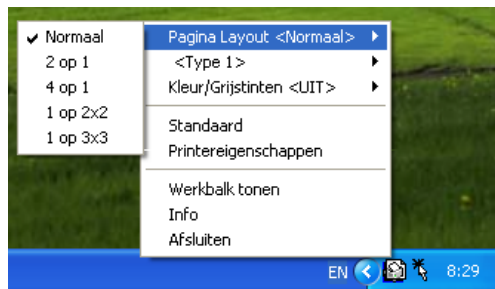 Normaal
2 op 1
4 op 1
1 op 2x2
1 op 3x3
Pagina Layout <Normaal>
<Type 1>
Kleur/Grijstinten <UIT>
Standaard
Printereigenschappen
Werkbalk tonen
Info
Afsluiten
EN 8:29